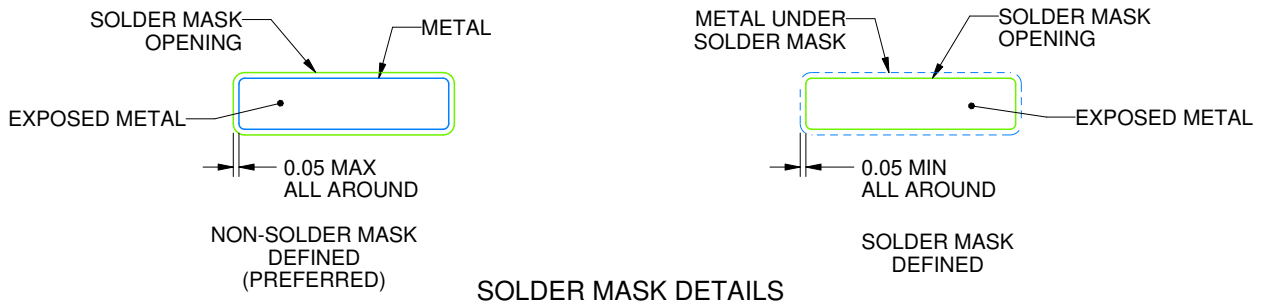 SOLDER MASK
OPENING
METAL
EXPOSED METAL
0.05 MAX
ALL AROUND
NON-SOLDER MASK
DEFINED
(PREFERRED)
METAL UNDER
SOLDER MASK
SOLDER MASK
OPENING
EXPOSED METAL
0.05 MIN
ALL AROUND
SOLDER MASK
DEFINED
SOLDER MASK DETAILS